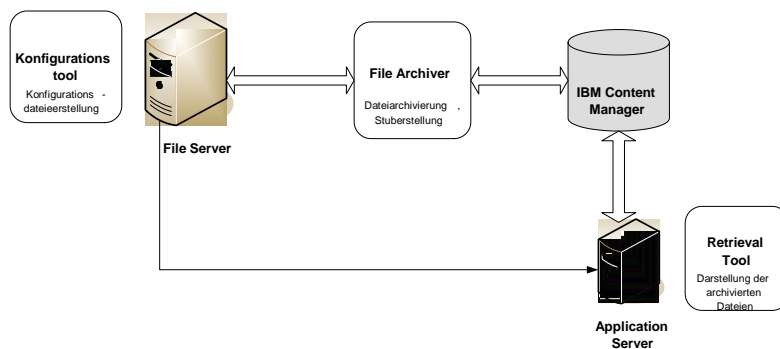 Konfigurations
tool
Konfigurations -
dateieerstellung
File Server
File Archiver
Dateiarchivierung ,
Stuberstellung
IBM Content
Manager
Retrieval
Tool
Darstellung der
archivierten
Dateien
Application
Server